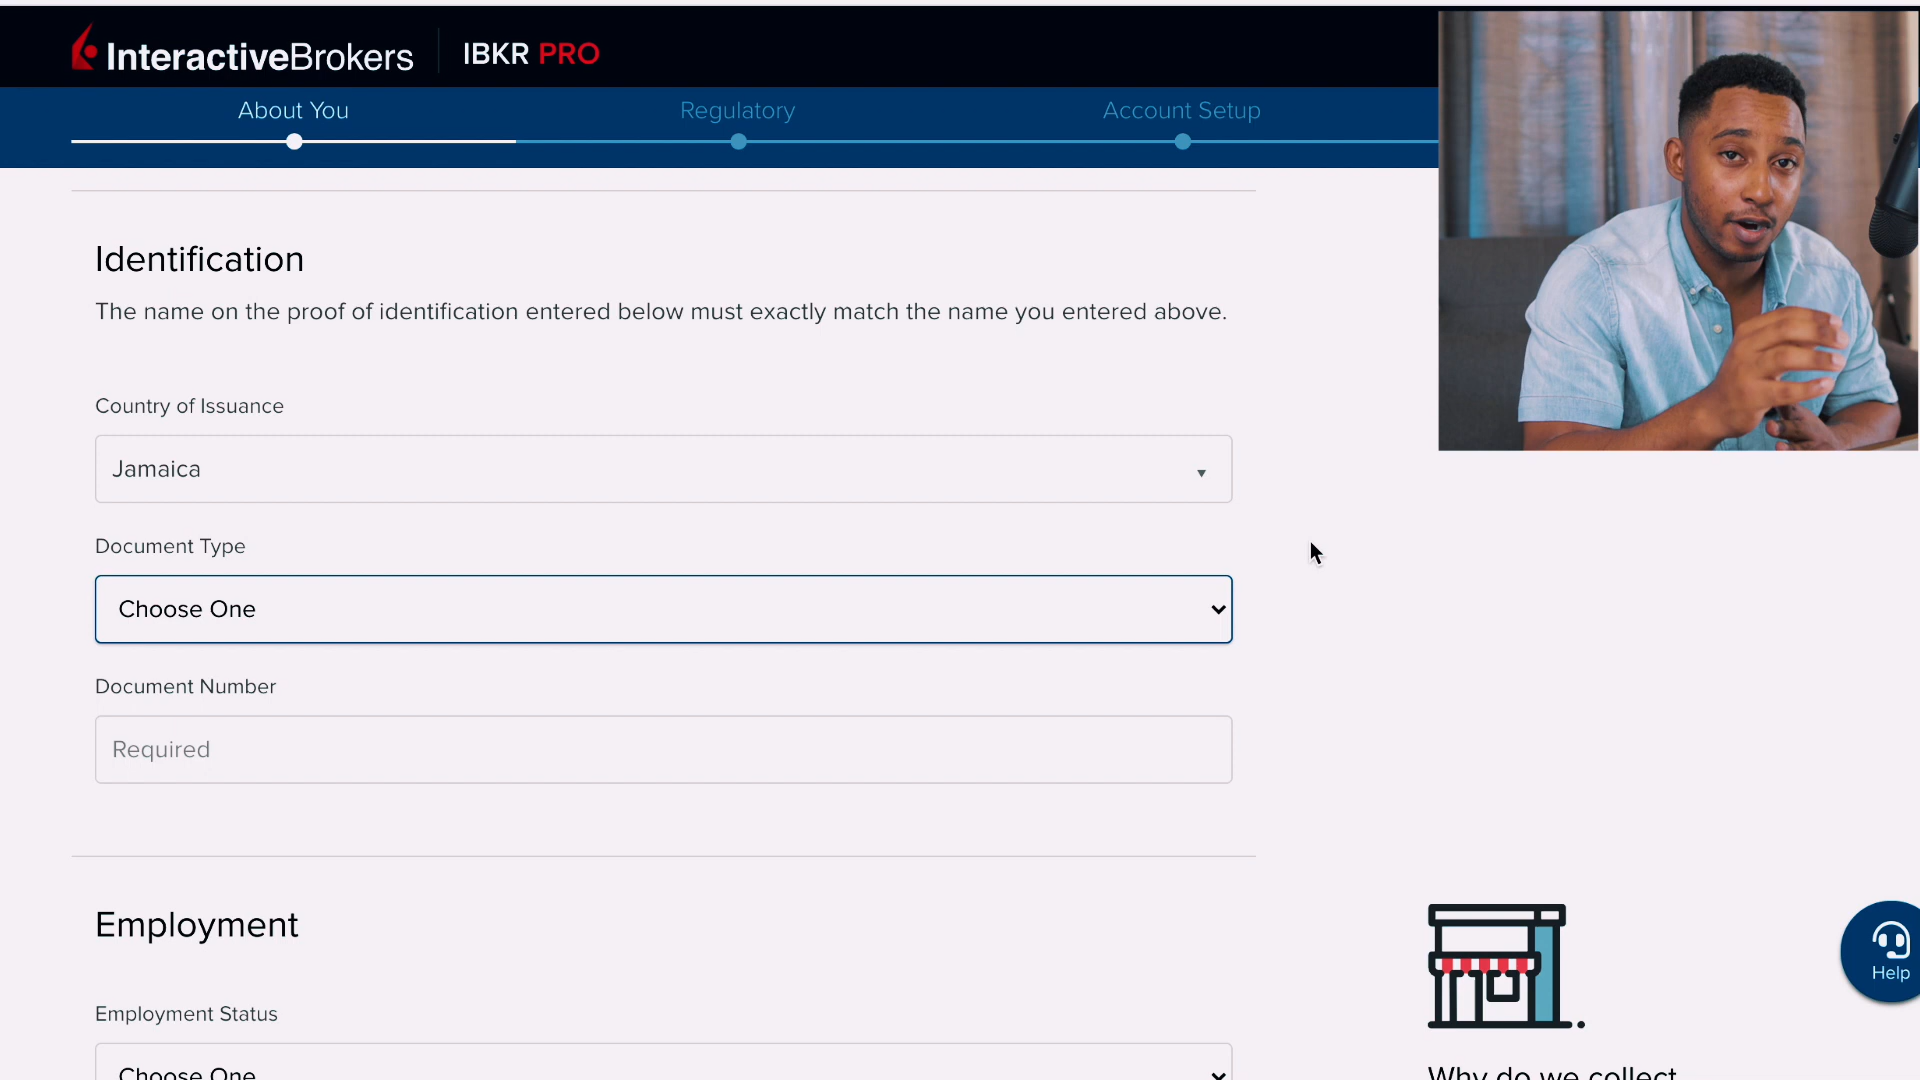 InteractiveBrokers | IBKR PRO
About You
Regulatory
Account Setup
Identification
The name on the proof of identification entered below must exactly match the name you entered above.
Country of Issuance
Jamaica
Document Type
Choose One
Document Number
Required
Employment
Help
Employment Status
Choose One
Why do we collect